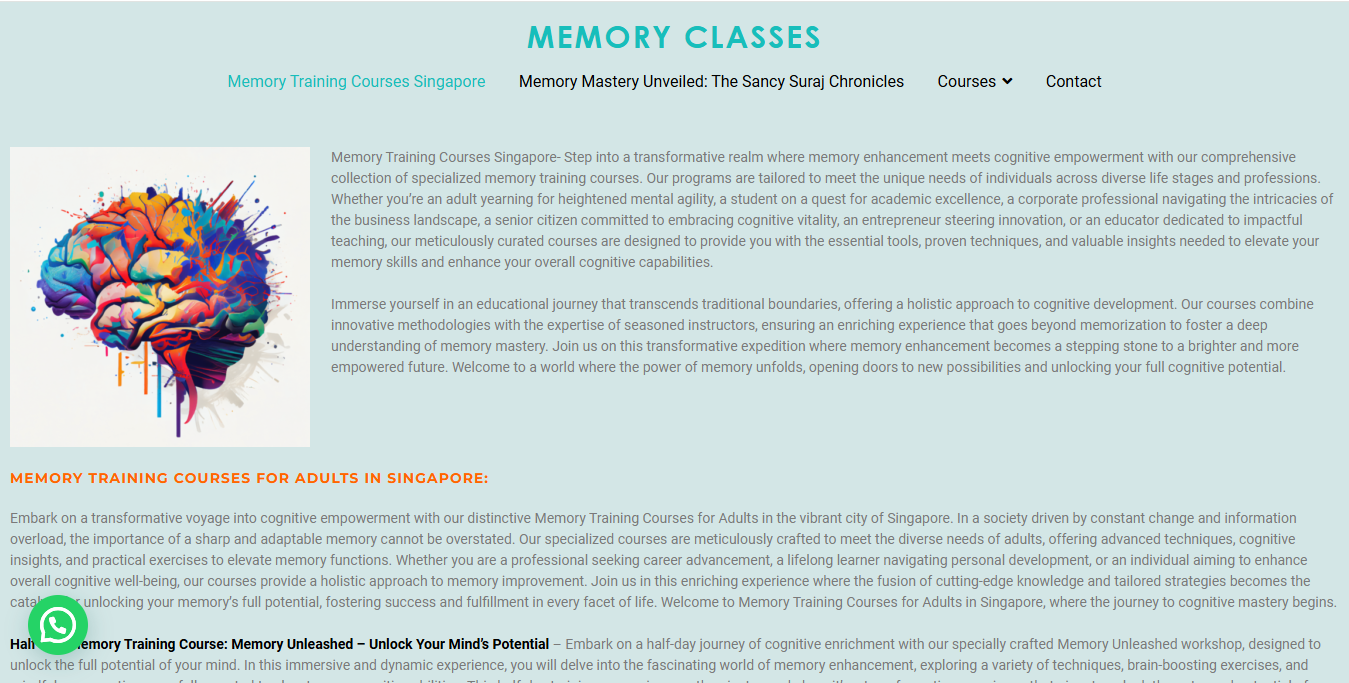 MEMORY CLASSES
Memory Training Courses Singapore Memory Mastery Unveiled: The Sancy Suraj Chronicles Courses Contact
Memory Training Courses Singapore- Step into a transformative realm where memory enhancement meets cognitive empowerment with our comprehensive
collection of specialized memory training courses. Our programs are tailored to meet the unique needs of individuals across diverse life stages and professions.
Whether you're an adult yearning for heightened mental agility, a student on a quest for academic excellence, a corporate professional navigating the intricacies of
the business landscape, a senior citizen committed to embracing cognitive vitality, an entrepreneur steering innovation, or an educator dedicated to impactful
teaching, our meticulously curated courses are designed to provide you with the essential tools, proven techniques, and valuable insights needed to elevate your
memory skills and enhance your overall cognitive capabilities.
Immerse yourself in an educational journey that transcends traditional boundaries, offering a holistic approach to cognitive development. Our courses combine
innovative methodologies with the expertise of seasoned instructors, ensuring an enriching experience that goes beyond memorization to foster a deep
understanding of memory mastery. Join us on this transformative expedition where memory enhancement becomes a stepping stone to a brighter and more
empowered future. Welcome to a world where the power of memory unfolds, opening doors to new possibilities and unlocking your full cognitive potential.
MEMORY TRAINING COURSES FOR ADULTS IN SINGAPORE:
Embark on a transformative voyage into cognitive empowerment with our distinctive Memory Training Courses for Adults in the vibrant city of Singapore. In a society driven by constant change and information
overload, the importance of a sharp and adaptable memory cannot be overstated. Our specialized courses are meticulously crafted to meet the diverse needs of adults, offering advanced techniques, cognitive
insights, and practical exercises to elevate memory functions. Whether you are a professional seeking career advancement, a lifelong learner navigating personal development, or an individual aiming to enhance
overall cognitive well-being, our courses provide a holistic approach to memory improvement. Join us in this enriching experience where the fusion of cutting-edge knowledge and tailored strategies becomes the
unlocking your memory's full potential, fostering success and fulfillment in every facet of life. Welcome to Memory Training Courses for Adults in Singapore, where the journey to cognitive mastery begins.
Training Course: Memory Unleashed – Unlock Your Mind's Potential – Embark on a half-day journey of cognitive enrichment with our specially crafted Memory Unleashed workshop, designed to
unlock the full potential of your mind. In this immersive and dynamic experience, you will delve into the fascinating world of memory enhancement, exploring a variety of techniques, brain-boosting exercises, and